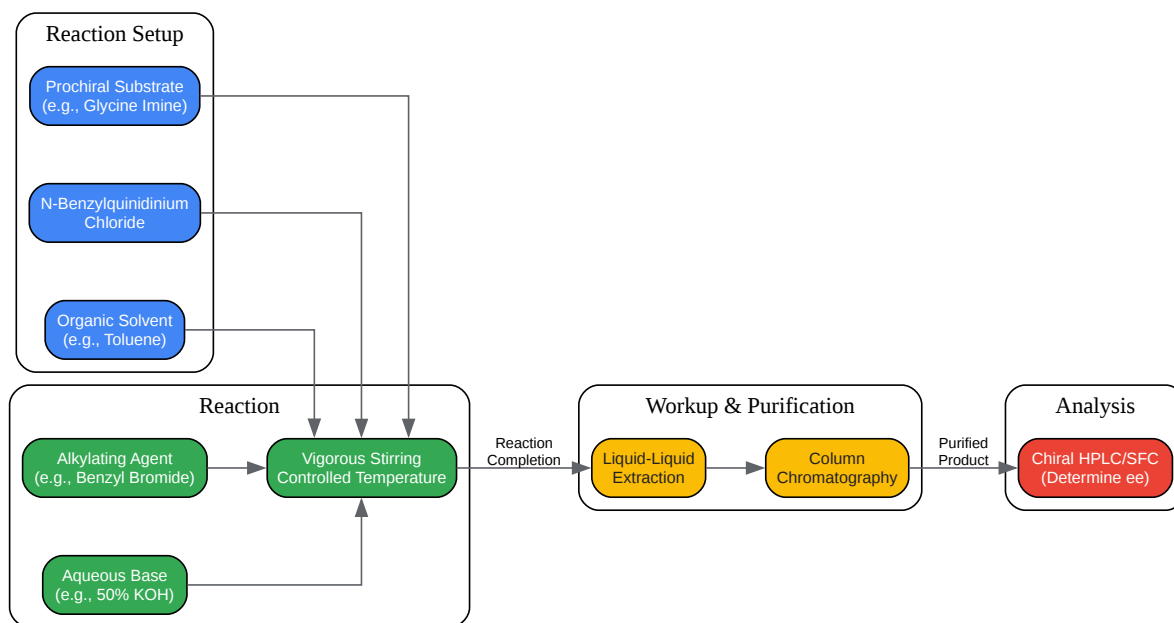 Reaction Setup
Prochiral Substrate
(e.g., Glycine Imine)
N-Benzylquinidinium
Chloride
Organic Solvent
(e.g., Toluene)
Reaction
Alkylating Agent
(e.g., Benzyl Bromide)
Vigorous Stirring
Controlled Temperature
Aqueous Base
(e.g., 50% KOH)
Reaction
Completion
Workup & Purification
Liquid-Liquid
Extraction
Column
Chromatography
Purified
Product
Analysis
Chiral HPLC/SFC
(Determine ee)